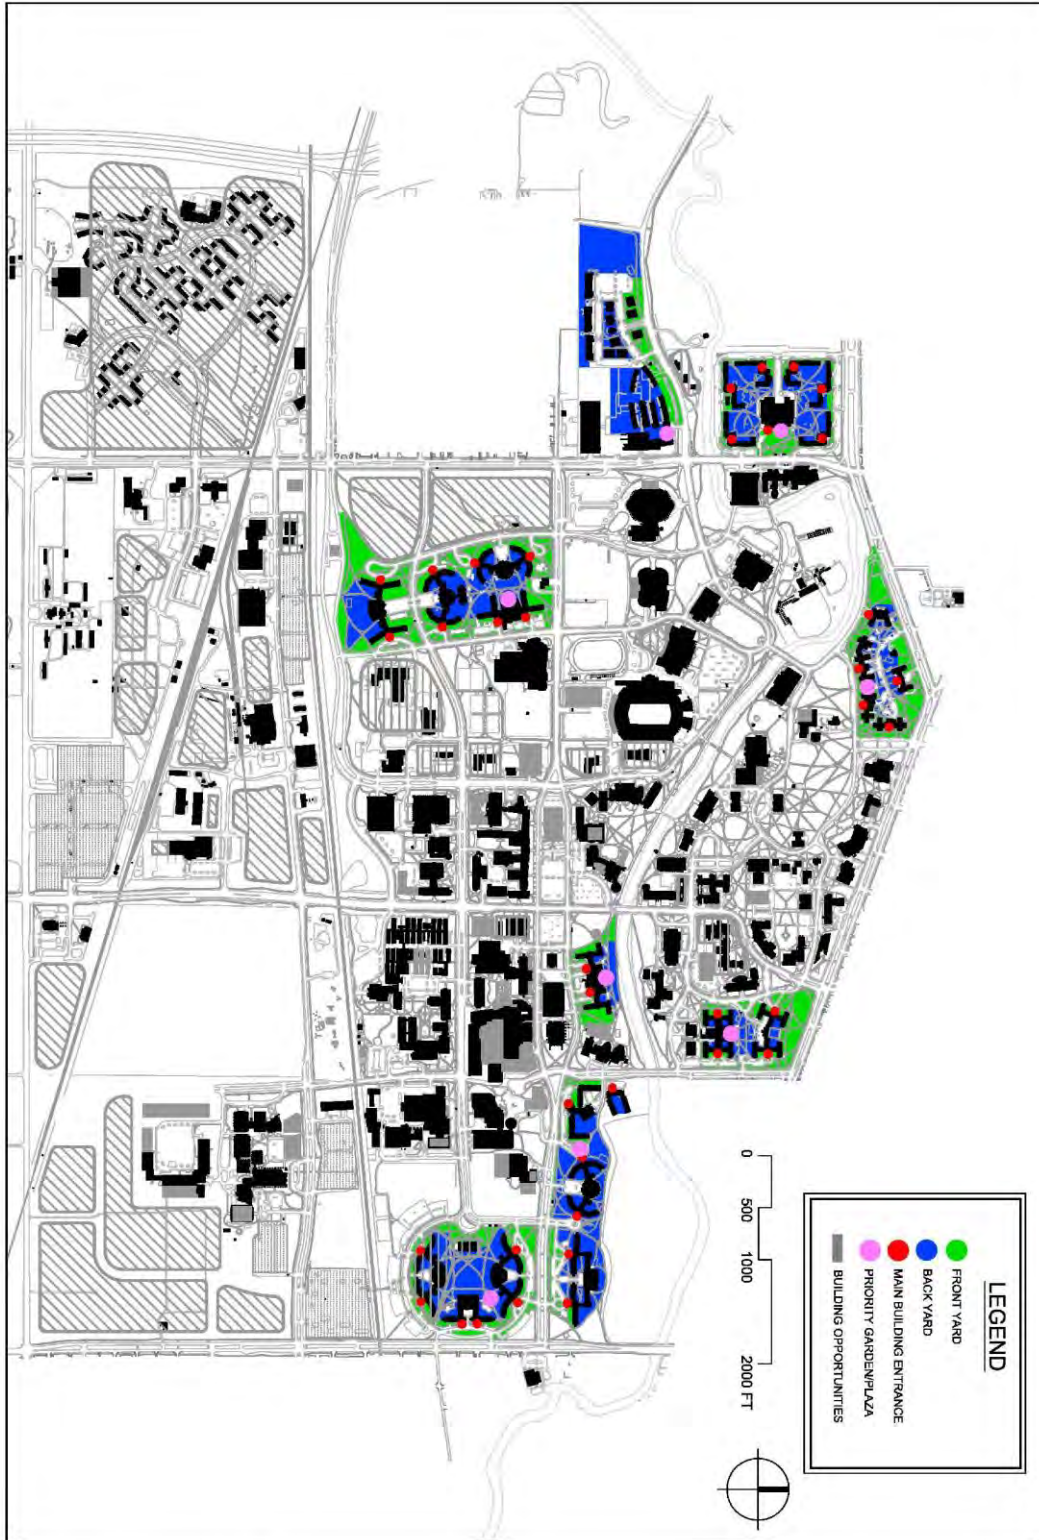 LEGEND
FRONT YARD
BACK YARD
MAIN BUILDING ENTRANCE
PRIORITY GARDEN/PLAZA
BUILDING OPPORTUNITIES
0 500 1000 2000 FT